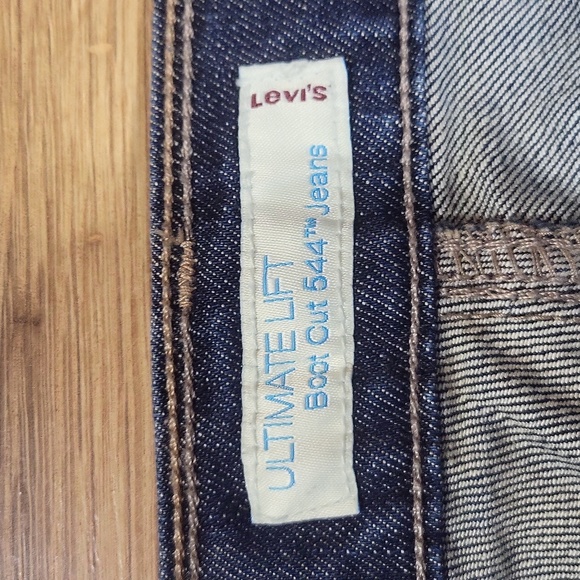 Levi's
ULTIMATE LIFT
Boot Cut 544™ Jeans